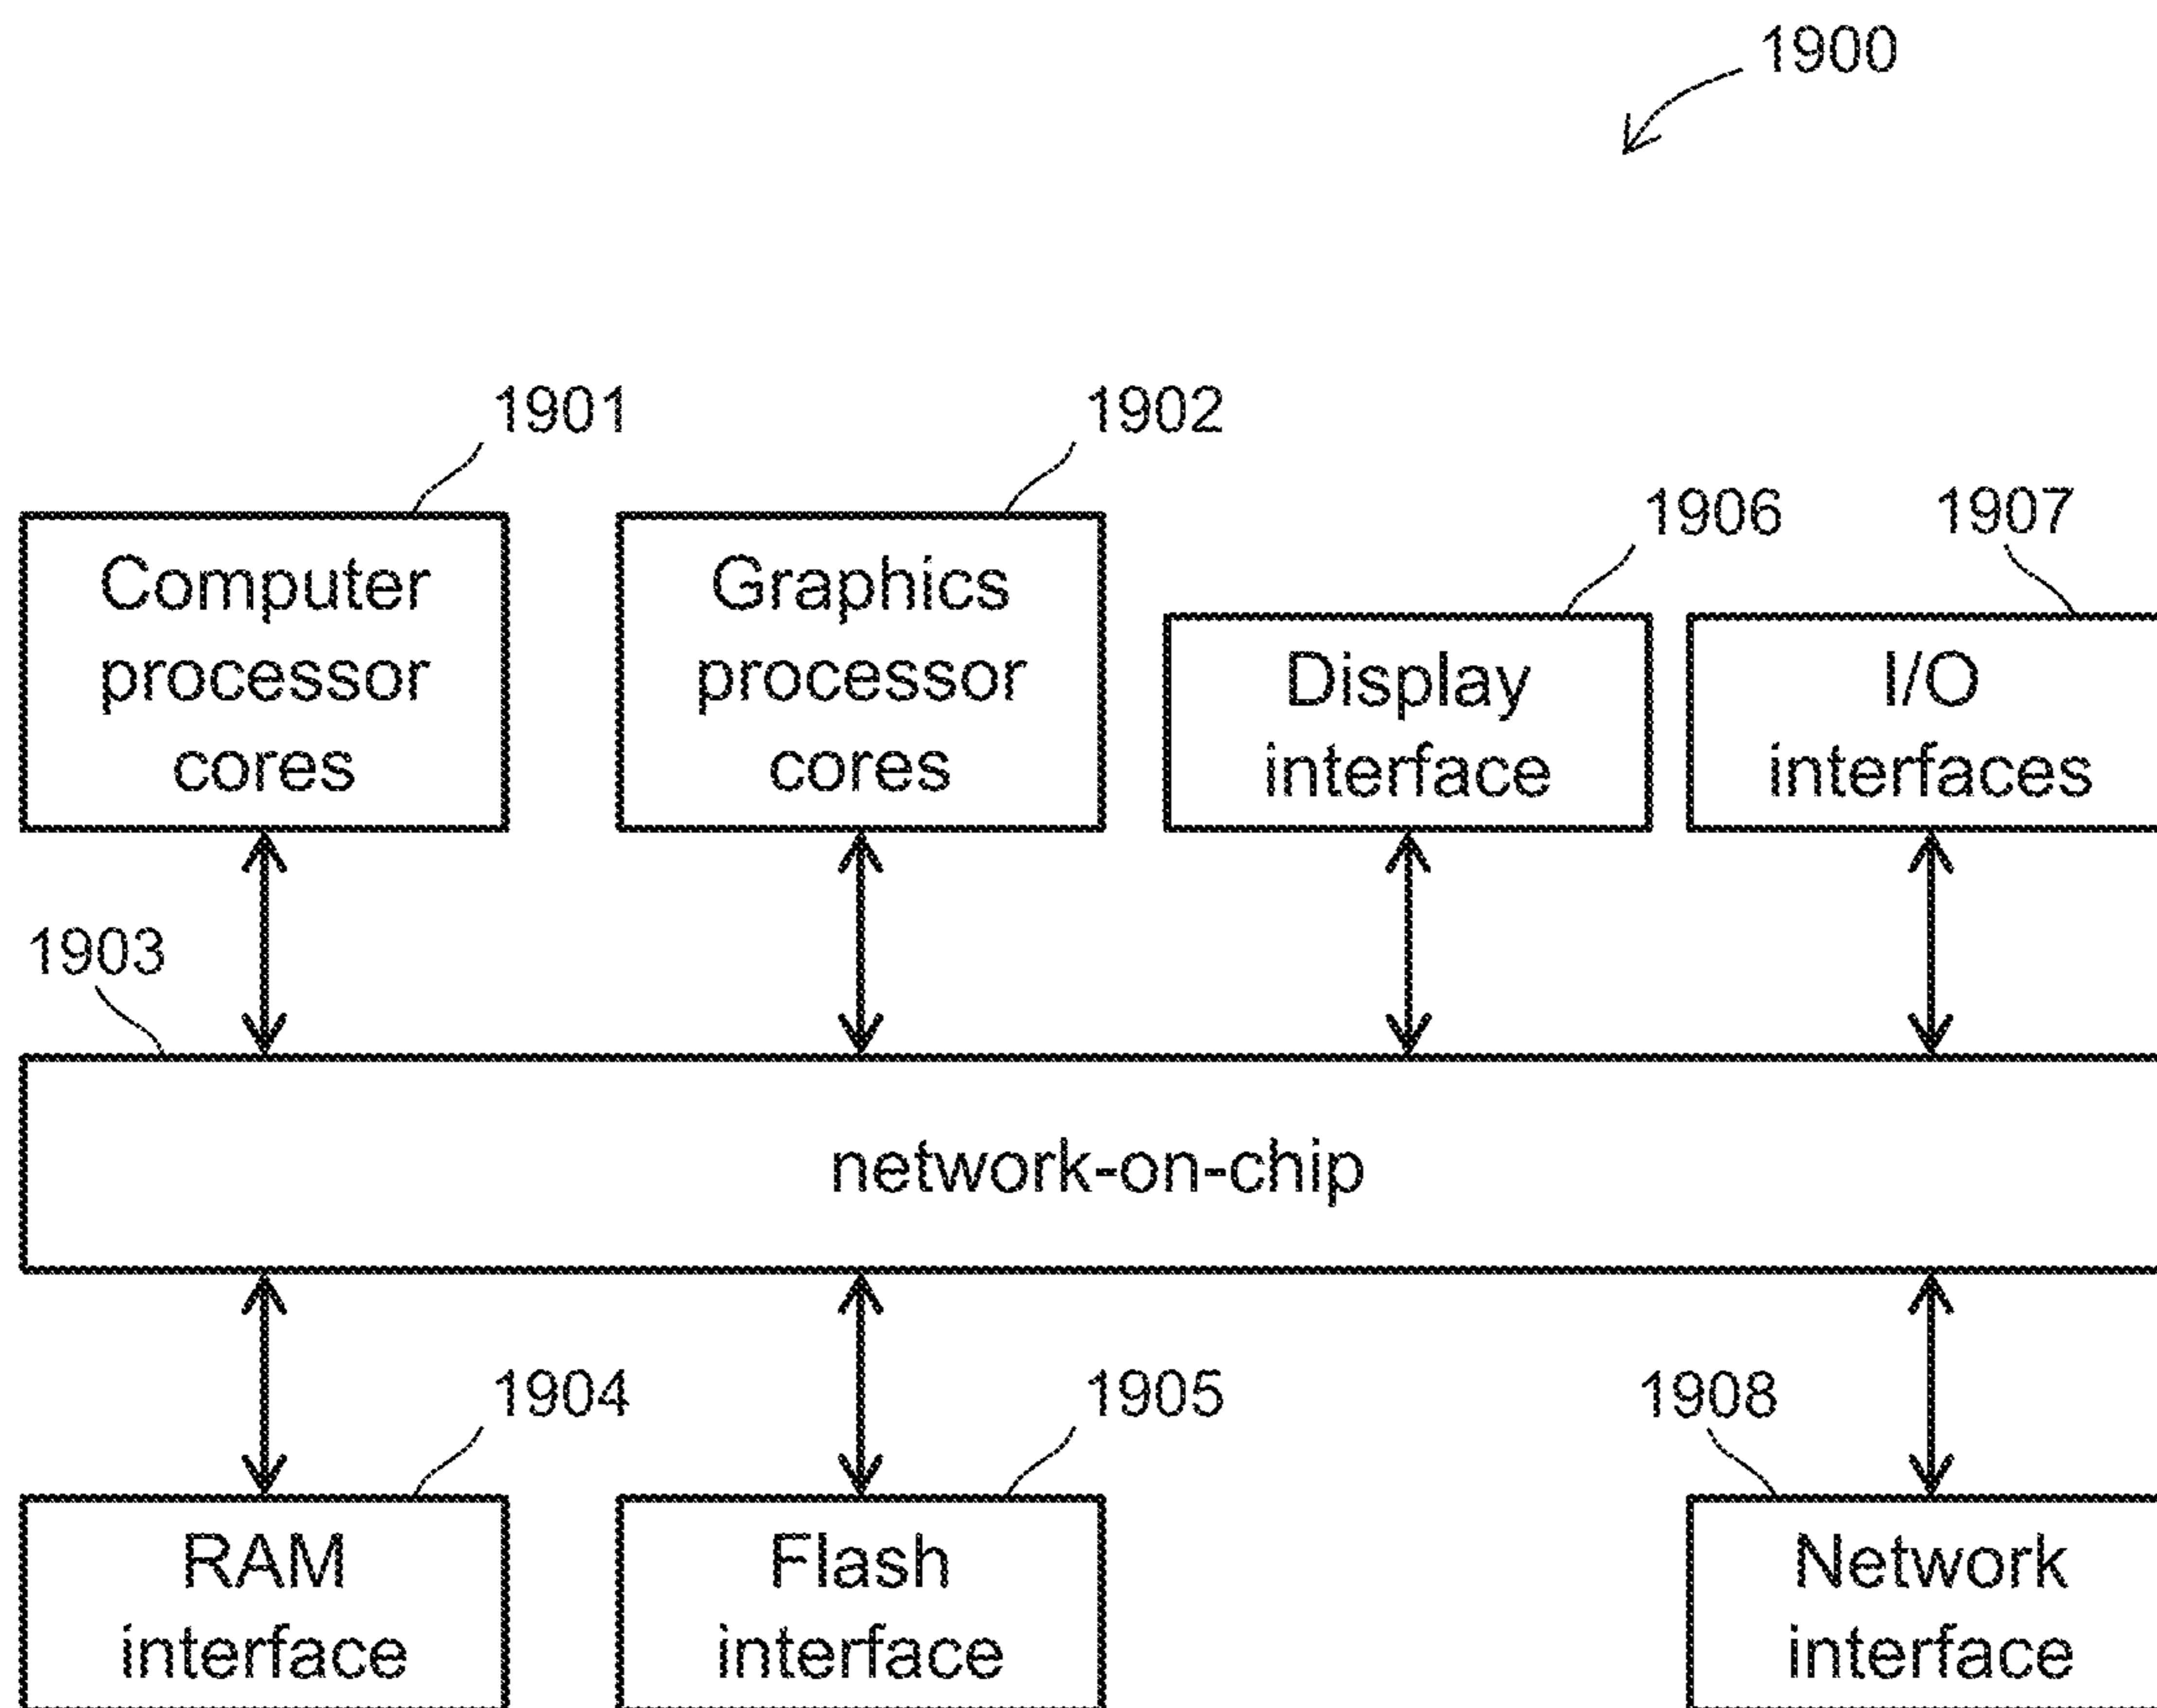 1900
1901
1902
1906
1907
Computer
processor
cores
Graphics
processor
cores
Display
interface
I/O
interfaces
1903
network-on-chip
1904
1905
1908
RAM
interface
Flash
interface
Network
interface